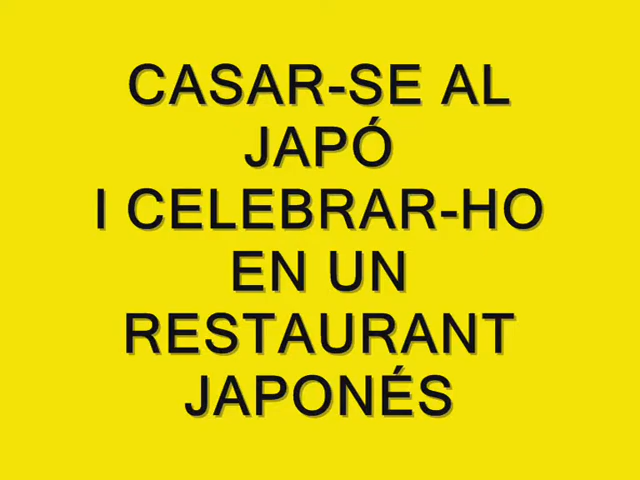 CASAR-SE AL
JAPÓ
I CELEBRAR-HO
EN UN
RESTAURANT
JAPONÉS